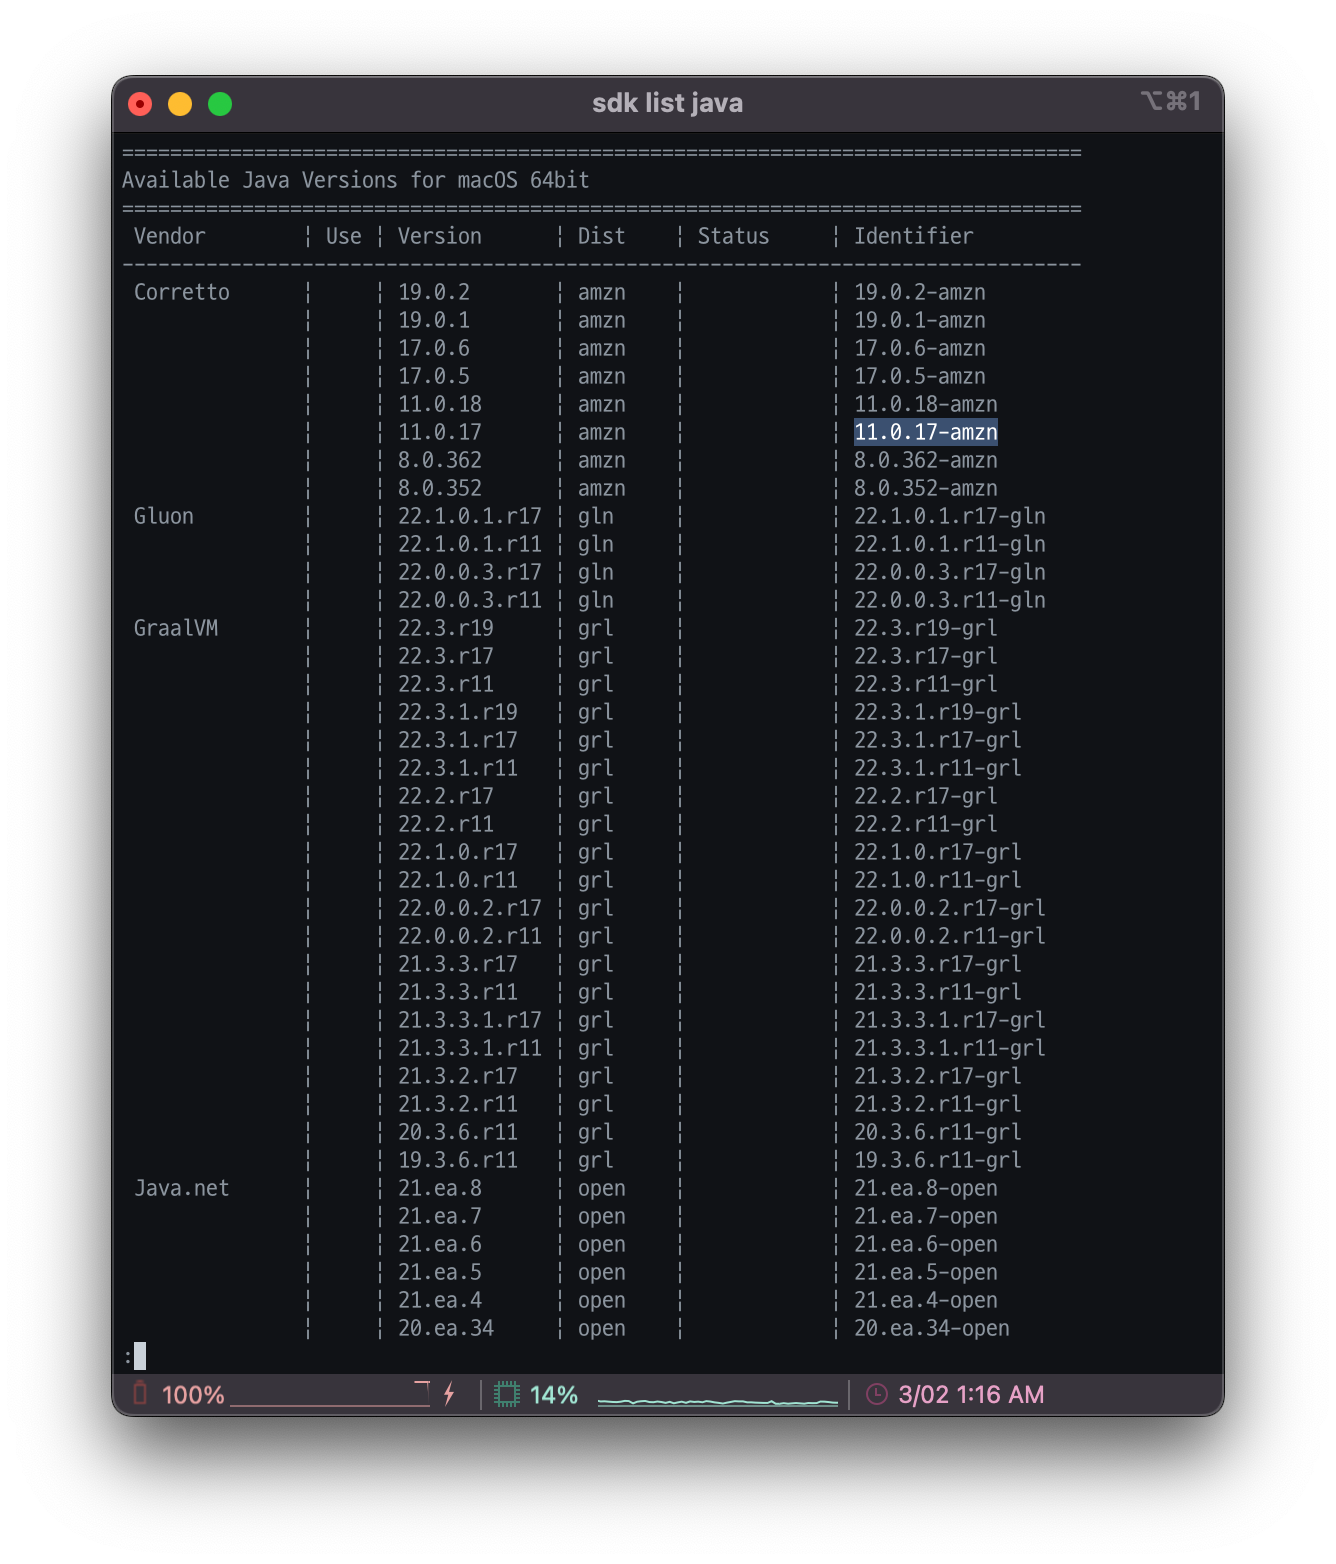 sdk list java ⌥⌘1
================================================================================
Available Java Versions for macOS 64bit
================================================================================
 Vendor        | Use | Version      | Dist    | Status     | Identifier
--------------------------------------------------------------------------------
 Corretto      |     | 19.0.2       | amzn    |            | 19.0.2-amzn
               |     | 19.0.1       | amzn    |            | 19.0.1-amzn
               |     | 17.0.6       | amzn    |            | 17.0.6-amzn
               |     | 17.0.5       | amzn    |            | 17.0.5-amzn
               |     | 11.0.18      | amzn    |            | 11.0.18-amzn
               |     | 11.0.17      | amzn    |            | 11.0.17-amzn
               |     | 8.0.362      | amzn    |            | 8.0.362-amzn
               |     | 8.0.352      | amzn    |            | 8.0.352-amzn
 Gluon         |     | 22.1.0.1.r17 | gln     |            | 22.1.0.1.r17-gln
               |     | 22.1.0.1.r11 | gln     |            | 22.1.0.1.r11-gln
               |     | 22.0.0.3.r17 | gln     |            | 22.0.0.3.r17-gln
               |     | 22.0.0.3.r11 | gln     |            | 22.0.0.3.r11-gln
 GraalVM       |     | 22.3.r19     | grl     |            | 22.3.r19-grl
               |     | 22.3.r17     | grl     |            | 22.3.r17-grl
               |     | 22.3.r11     | grl     |            | 22.3.r11-grl
               |     | 22.3.1.r19   | grl     |            | 22.3.1.r19-grl
               |     | 22.3.1.r17   | grl     |            | 22.3.1.r17-grl
               |     | 22.3.1.r11   | grl     |            | 22.3.1.r11-grl
               |     | 22.2.r17     | grl     |            | 22.2.r17-grl
               |     | 22.2.r11     | grl     |            | 22.2.r11-grl
               |     | 22.1.0.r17   | grl     |            | 22.1.0.r17-grl
               |     | 22.1.0.r11   | grl     |            | 22.1.0.r11-grl
               |     | 22.0.0.2.r17 | grl     |            | 22.0.0.2.r17-grl
               |     | 22.0.0.2.r11 | grl     |            | 22.0.0.2.r11-grl
               |     | 21.3.3.r17   | grl     |            | 21.3.3.r17-grl
               |     | 21.3.3.r11   | grl     |            | 21.3.3.r11-grl
               |     | 21.3.3.1.r17 | grl     |            | 21.3.3.1.r17-grl
               |     | 21.3.3.1.r11 | grl     |            | 21.3.3.1.r11-grl
               |     | 21.3.2.r17   | grl     |            | 21.3.2.r17-grl
               |     | 21.3.2.r11   | grl     |            | 21.3.2.r11-grl
               |     | 20.3.6.r11   | grl     |            | 20.3.6.r11-grl
               |     | 19.3.6.r11   | grl     |            | 19.3.6.r11-grl
 Java.net      |     | 21.ea.8      | open    |            | 21.ea.8-open
               |     | 21.ea.7      | open    |            | 21.ea.7-open
               |     | 21.ea.6      | open    |            | 21.ea.6-open
               |     | 21.ea.5      | open    |            | 21.ea.5-open
               |     | 21.ea.4      | open    |            | 21.ea.4-open
               |     | 20.ea.34     | open    |            | 20.ea.34-open
:
100% 14% 3/02 1:16 AM